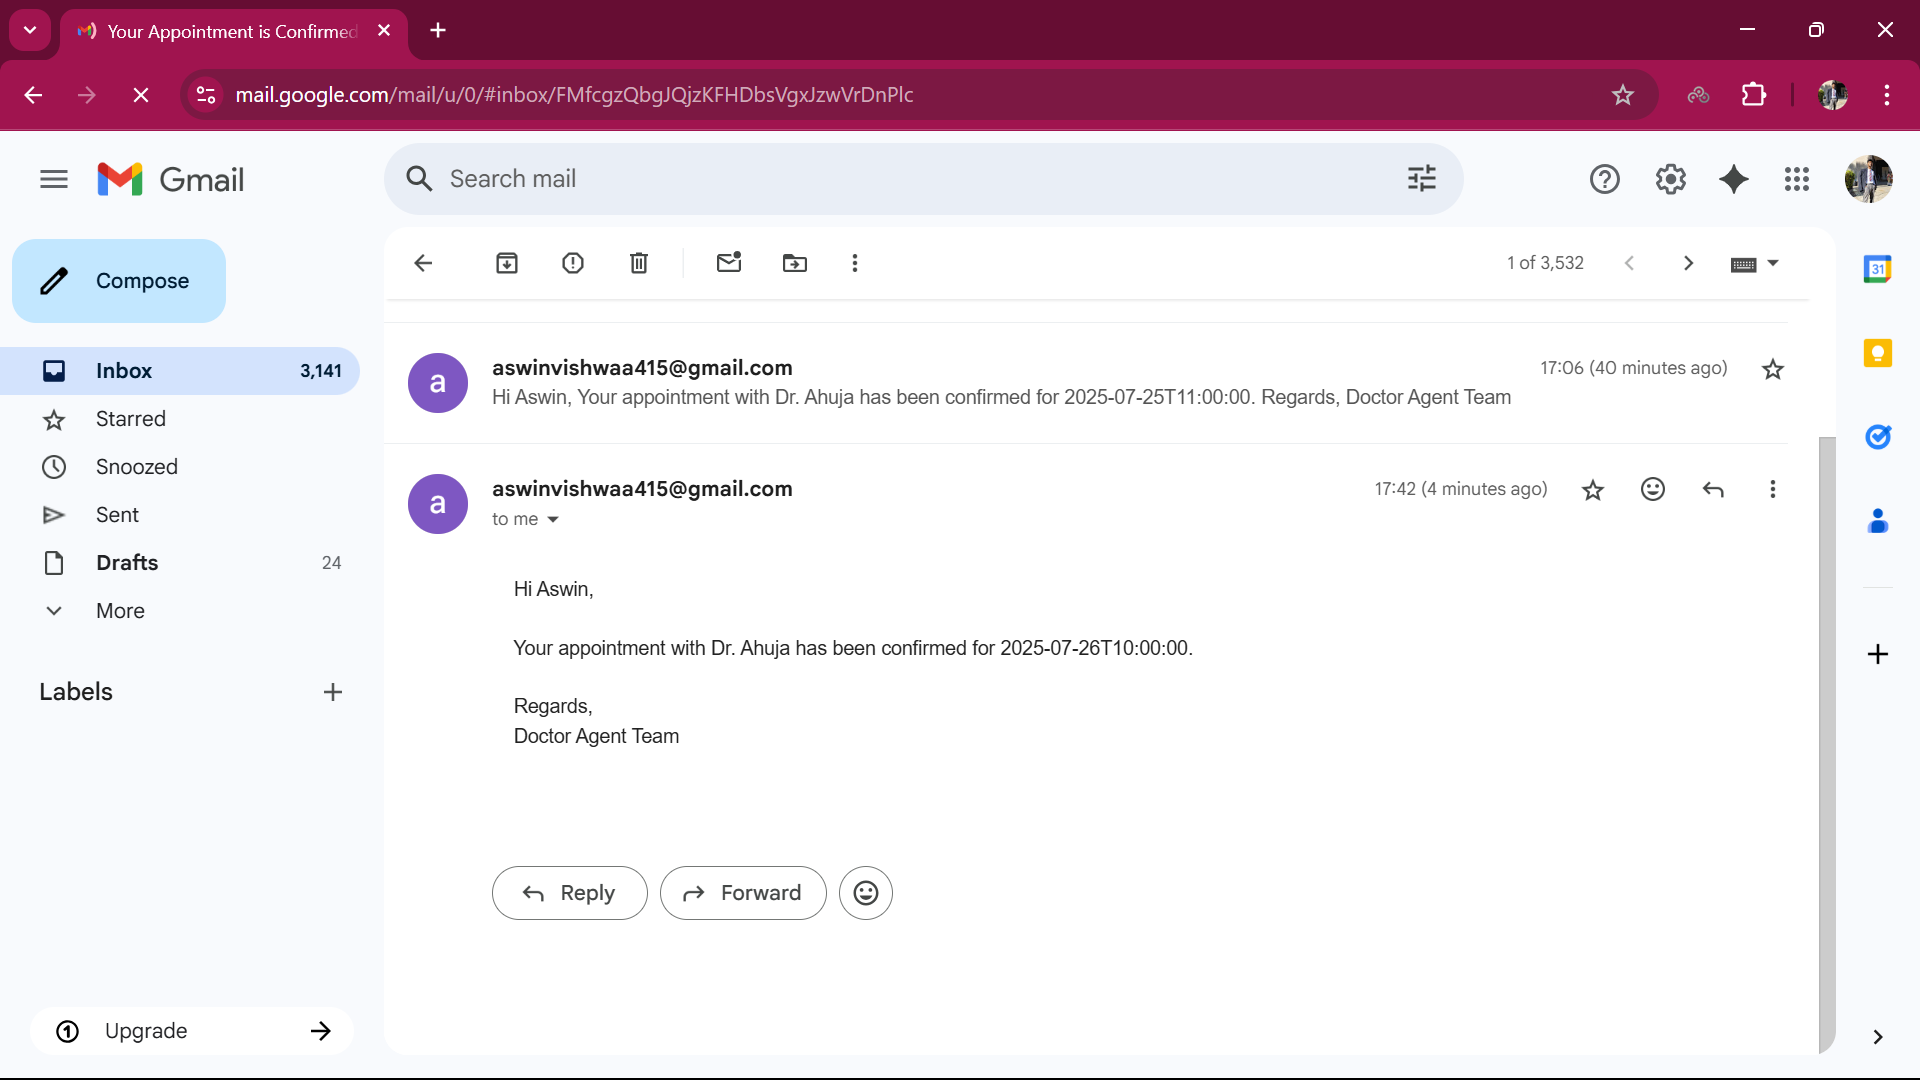 Your Appointment is Confirmed
mail.google.com/mail/u/0/#inbox/FMfcgzQbgJQjzKFHDbsVgxJzwVrDnPlc
Gmail
Search mail
Compose
1 of 3,532
31
Inbox 3,141
Starred
Snoozed
Sent
Drafts 24
More
Labels
Upgrade
a
aswinvishwaa415@gmail.com 17:06 (40 minutes ago)
Hi Aswin, Your appointment with Dr. Ahuja has been confirmed for 2025-07-25T11:00:00. Regards, Doctor Agent Team
a
aswinvishwaa415@gmail.com 17:42 (4 minutes ago)
to me
Hi Aswin,
Your appointment with Dr. Ahuja has been confirmed for 2025-07-26T10:00:00.
Regards,
Doctor Agent Team
Reply Forward